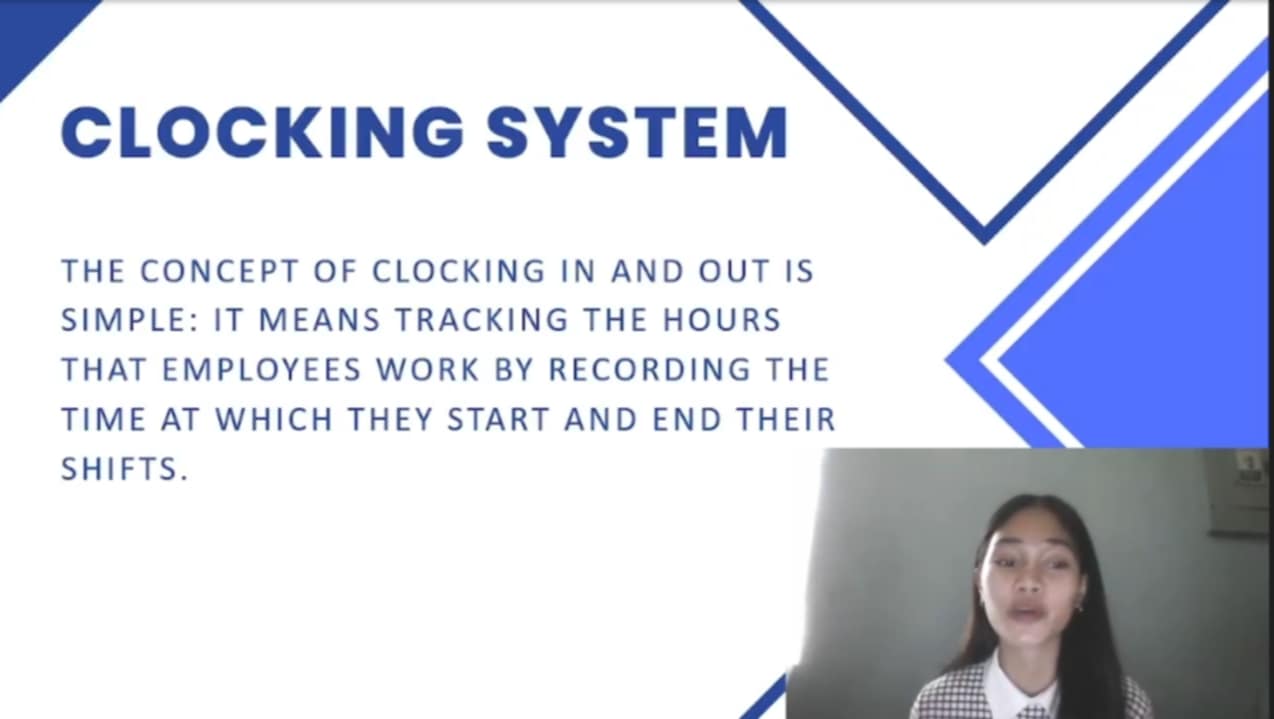 CLOCKING SYSTEM
THE CONCEPT OF CLOCKING IN AND OUT IS
SIMPLE: IT MEANS TRACKING THE HOURS
THAT EMPLOYEES WORK BY RECORDING THE
TIME AT WHICH THEY START AND END THEIR
SHIFTS.